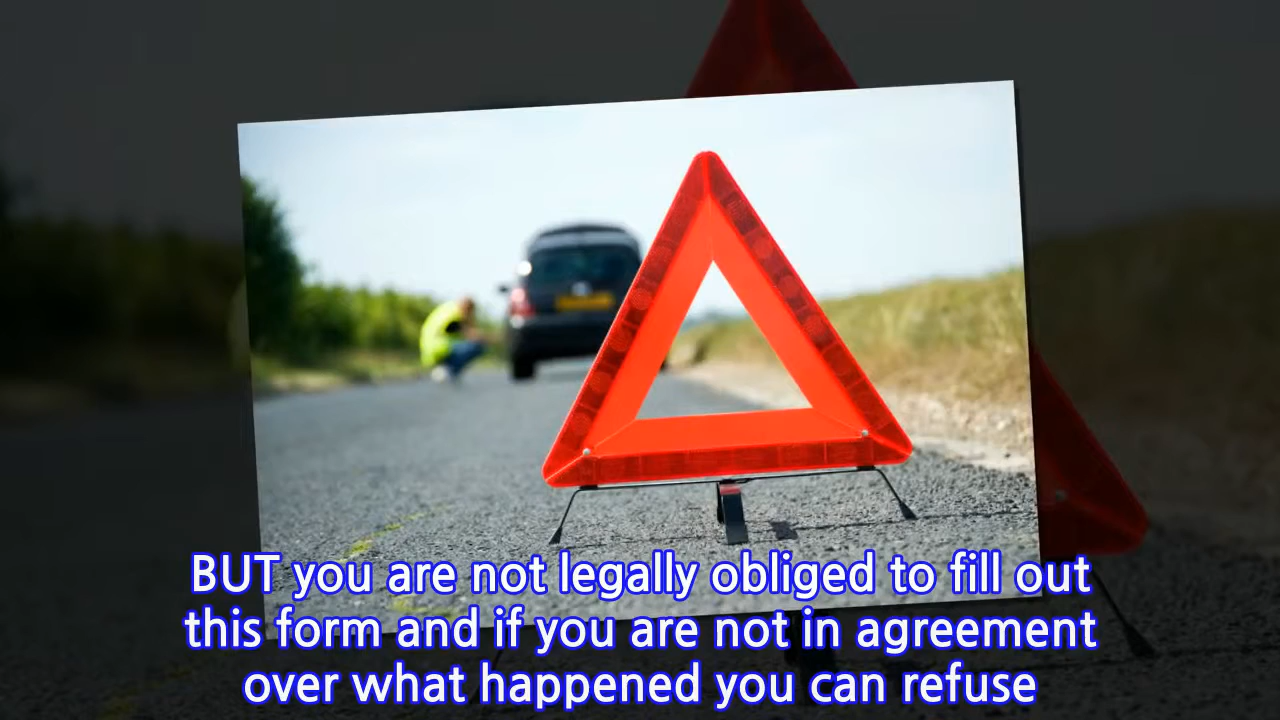 BUT you are not legally obliged to fill out
this form and if you are not in agreement
over what happened you can refuse